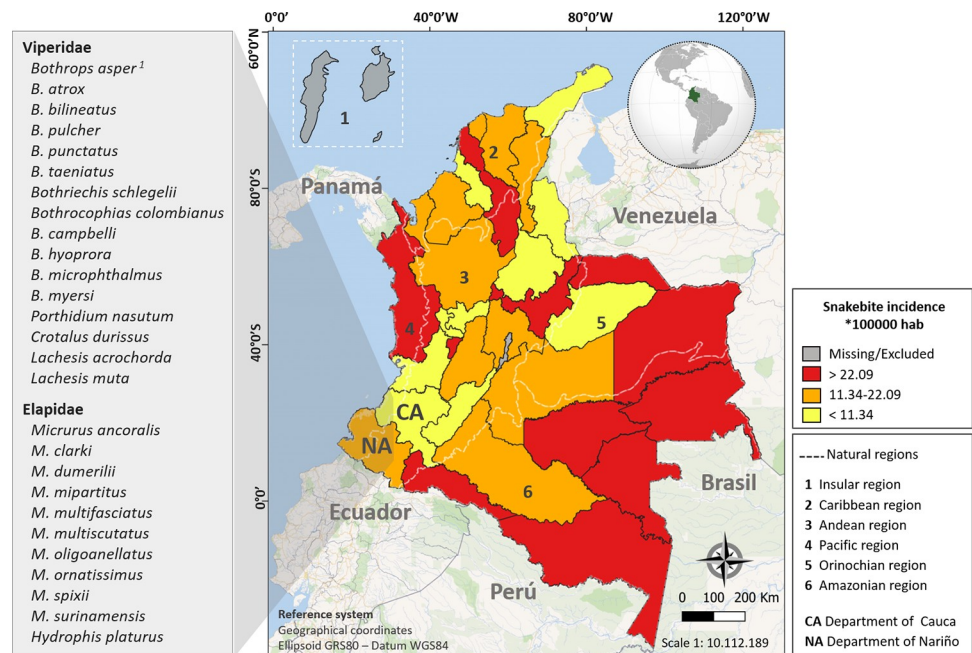 Viperidae
Bothrops asper ¹
B. atrox
B. bilineatus
B. pulcher
B. punctatus
B. taeniatus
Bothriechis schlegelii
Bothrocophias colombianus
B. campbelli
B. hyoprora
B. microphthalmus
B. myersi
Porthidium nasutum
Crotalus durissus
Lachesis acrochorda
Lachesis muta
Elapidae
Micrurus ancoralis
M. clarki
M. dumerilii
M. mipartitus
M. multifasciatus
M. multiscutatus
M. oligoanellatus
M. ornatissimus
M. spixii
M. surinamensis
Hydrophis platurus
0°0' 40°0'W 80°0'W 120°0'W
60°0'N
80°0'S
40°0'S
0°0'
1
2
Panamá
Venezuela
3
4
5
CA
NA
6
Ecuador
Brasil
Perú
Reference system
Geographical coordinates
Ellipsoid GRS80 – Datum WGS84
0 100 200 Km
Scale 1: 10.112.189
Snakebite incidence
*100000 hab
Missing/Excluded
> 22.09
11.34-22.09
< 11.34
Natural regions
1 Insular region
2 Caribbean region
3 Andean region
4 Pacific region
5 Orinochian region
6 Amazonian region
CA Department of Cauca
NA Department of Nariño